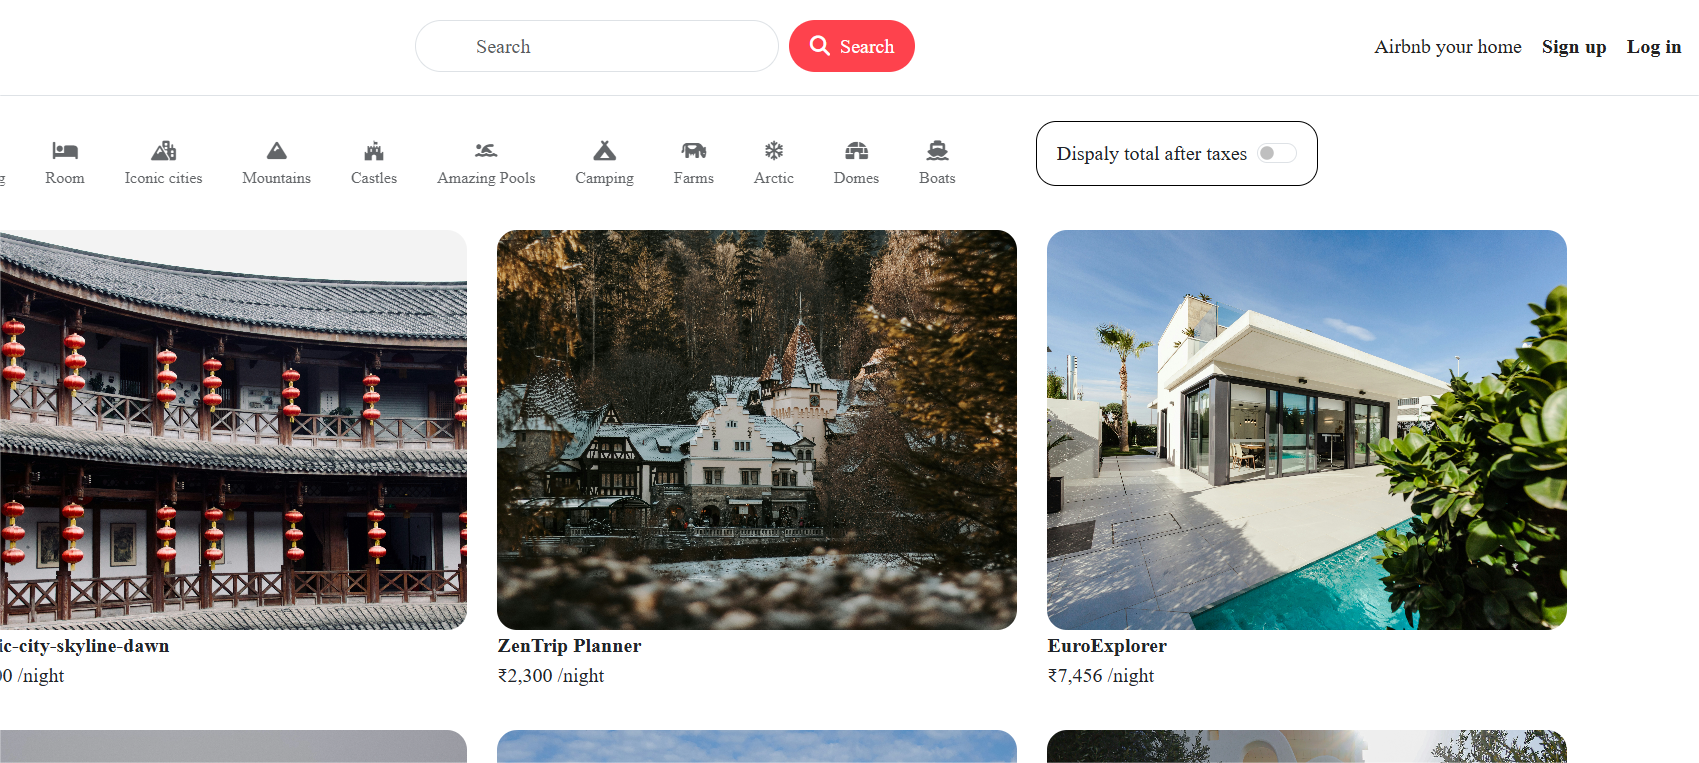 Search
Search
Airbnb your home
Sign up
Log in
g
Room
Iconic cities
Mountains
Castles
Amazing Pools
Camping
Farms
Arctic
Domes
Boats
Dispaly total after taxes
ic-city-skyline-dawn
ZenTrip Planner
EuroExplorer
00 /night
₹2,300 /night
₹7,456 /night